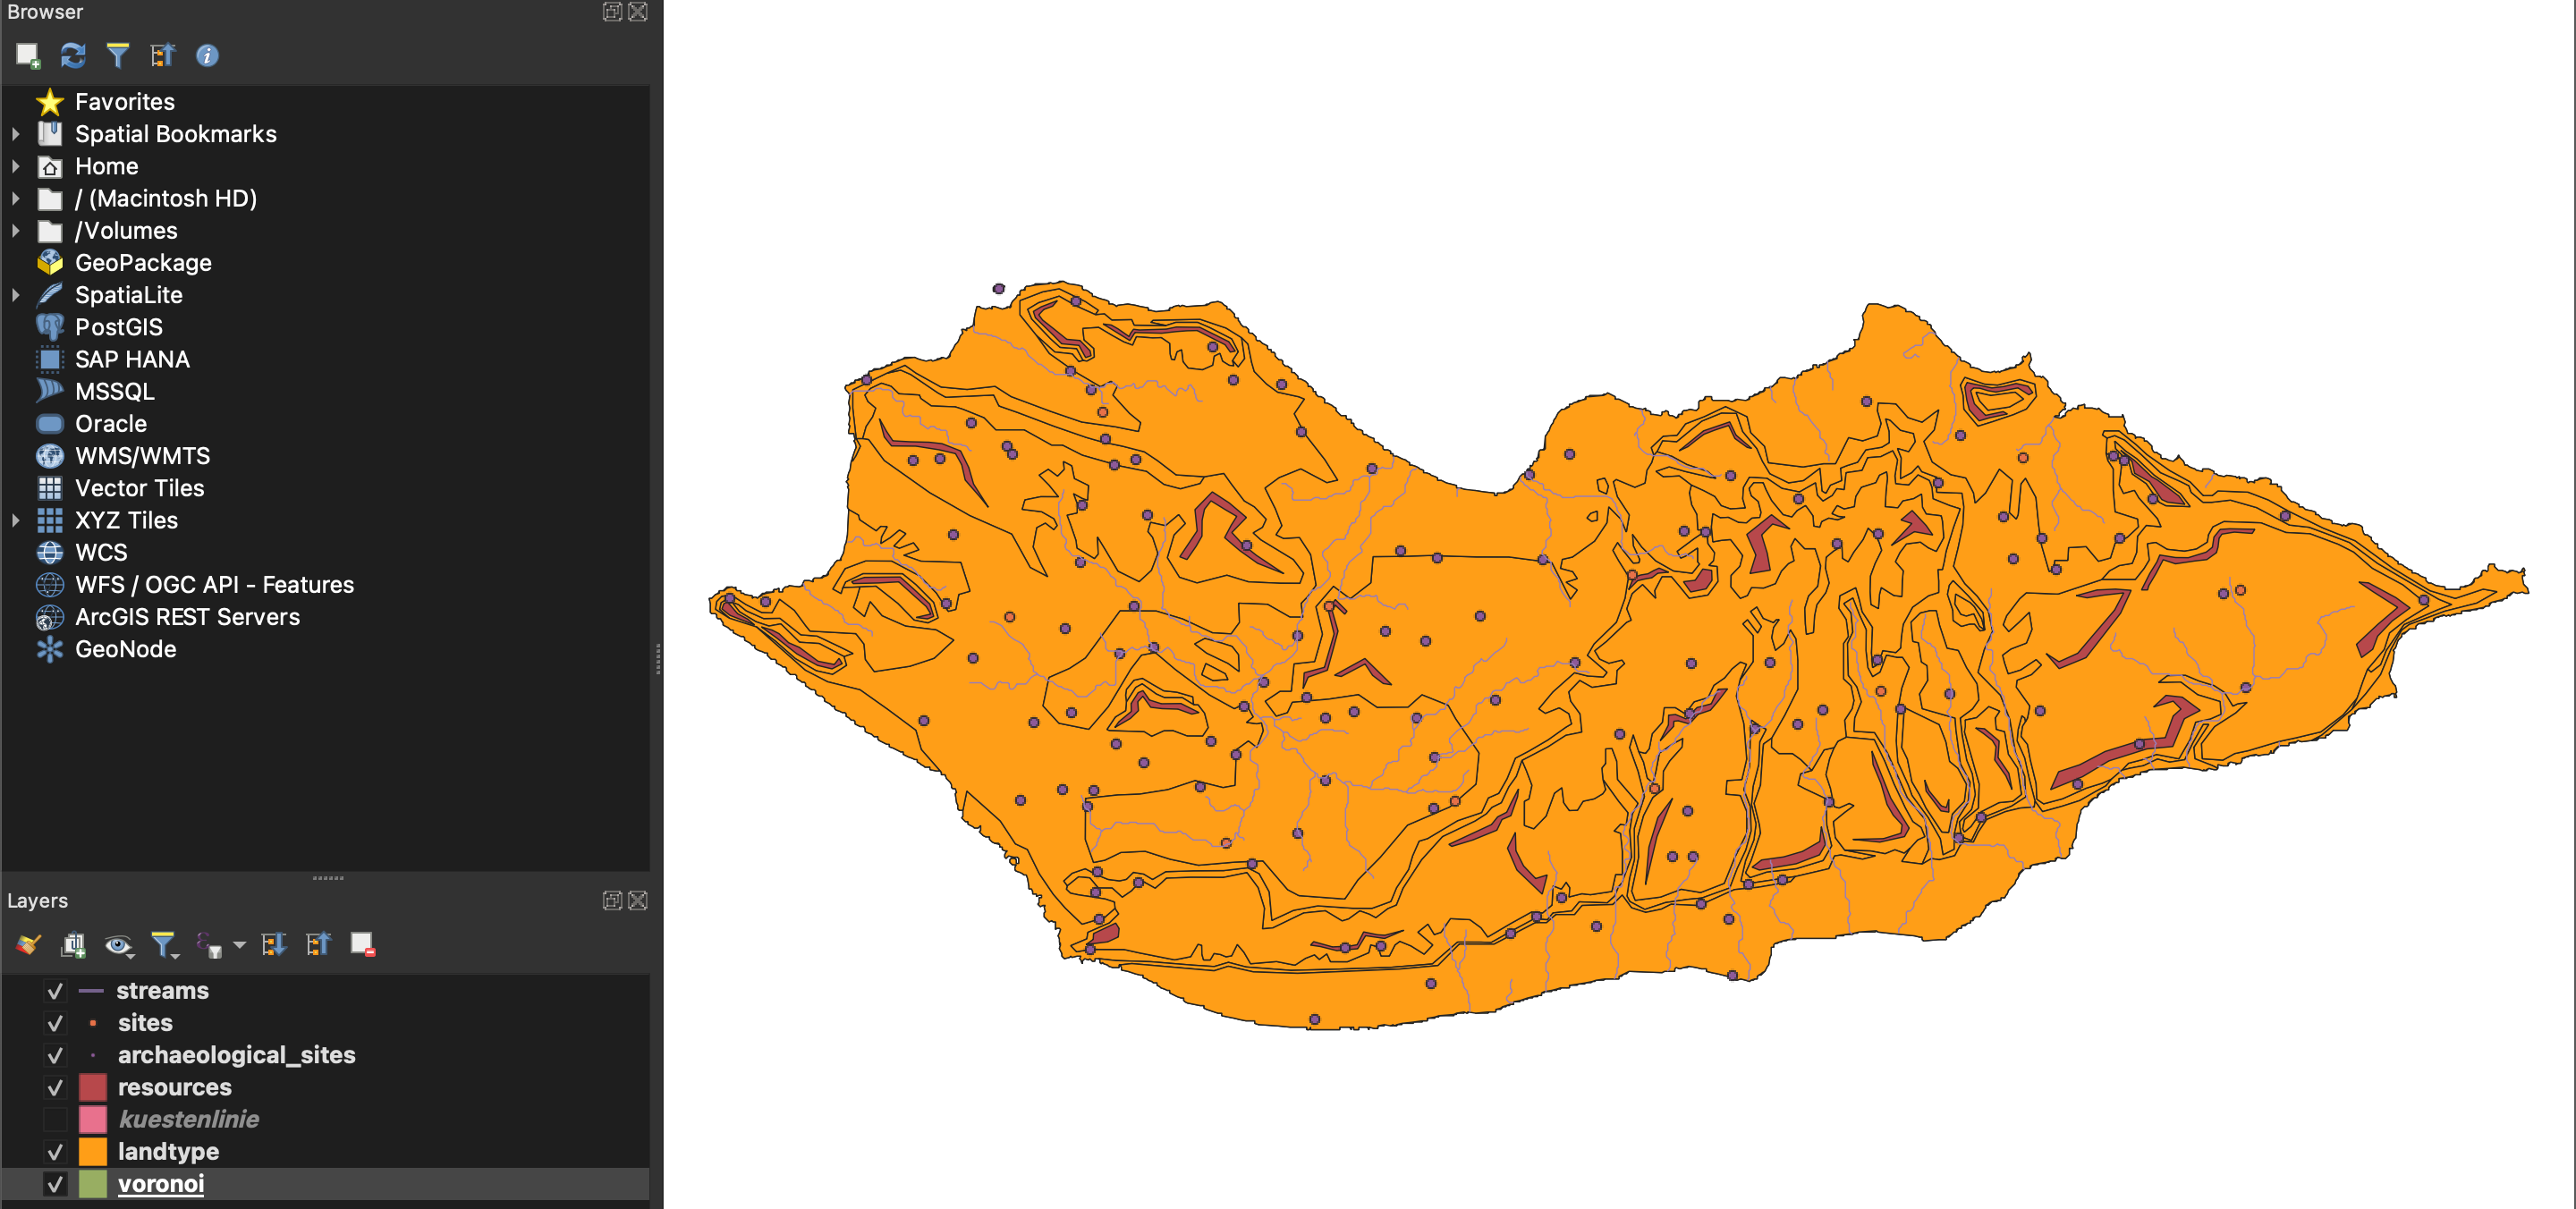 Browser
Favorites
Spatial Bookmarks
Home
/ (Macintosh HD)
/Volumes
GeoPackage
SpatiaLite
PostGIS
SAP HANA
MSSQL
Oracle
WMS/WMTS
Vector Tiles
XYZ Tiles
WCS
WFS / OGC API - Features
ArcGIS REST Servers
GeoNode
Layers
streams
sites
archaeological_sites
resources
kuestenlinie
landtype
voronoi